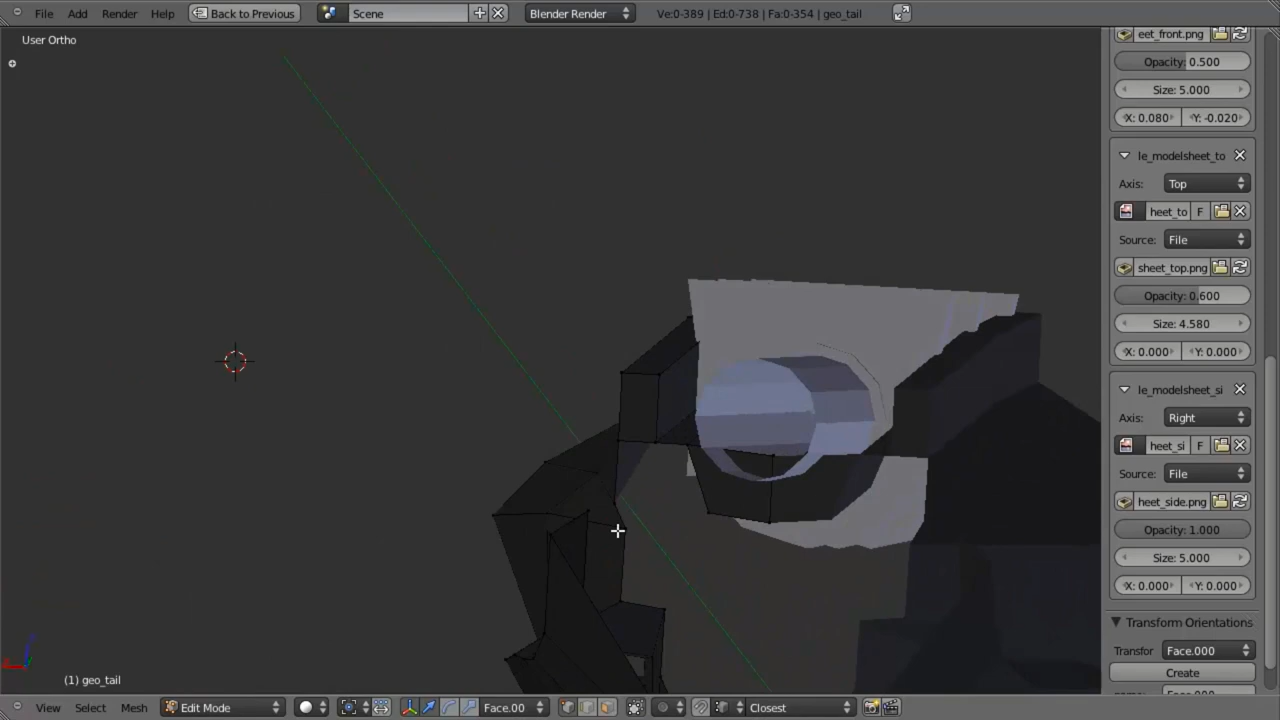 File Add Render Window Help Back to Previous Scene Blender Render Ve:0-389 | Ed:0-738 | Fa:0-354 | geo_tail
User Ortho
eet_front.png
Opacity: 0.500
Size: 5.000
X: 0.080 Y: -0.020
le_modelsheet_to
Axis: Top
heet_to F
Source: File
sheet_top.png
Opacity: 0.600
Size: 4.580
X: 0.000 Y: 0.000
le_modelsheet_si
Axis: Right
heet_si F
Source: File
heet_side.png
Opacity: 1.000
Size: 5.000
X: 0.000 Y: 0.000
Transform Orientations
Transfor Face.000
Create
(1) geo_tail
View Select Mesh Edit Mode Face.00 Closest